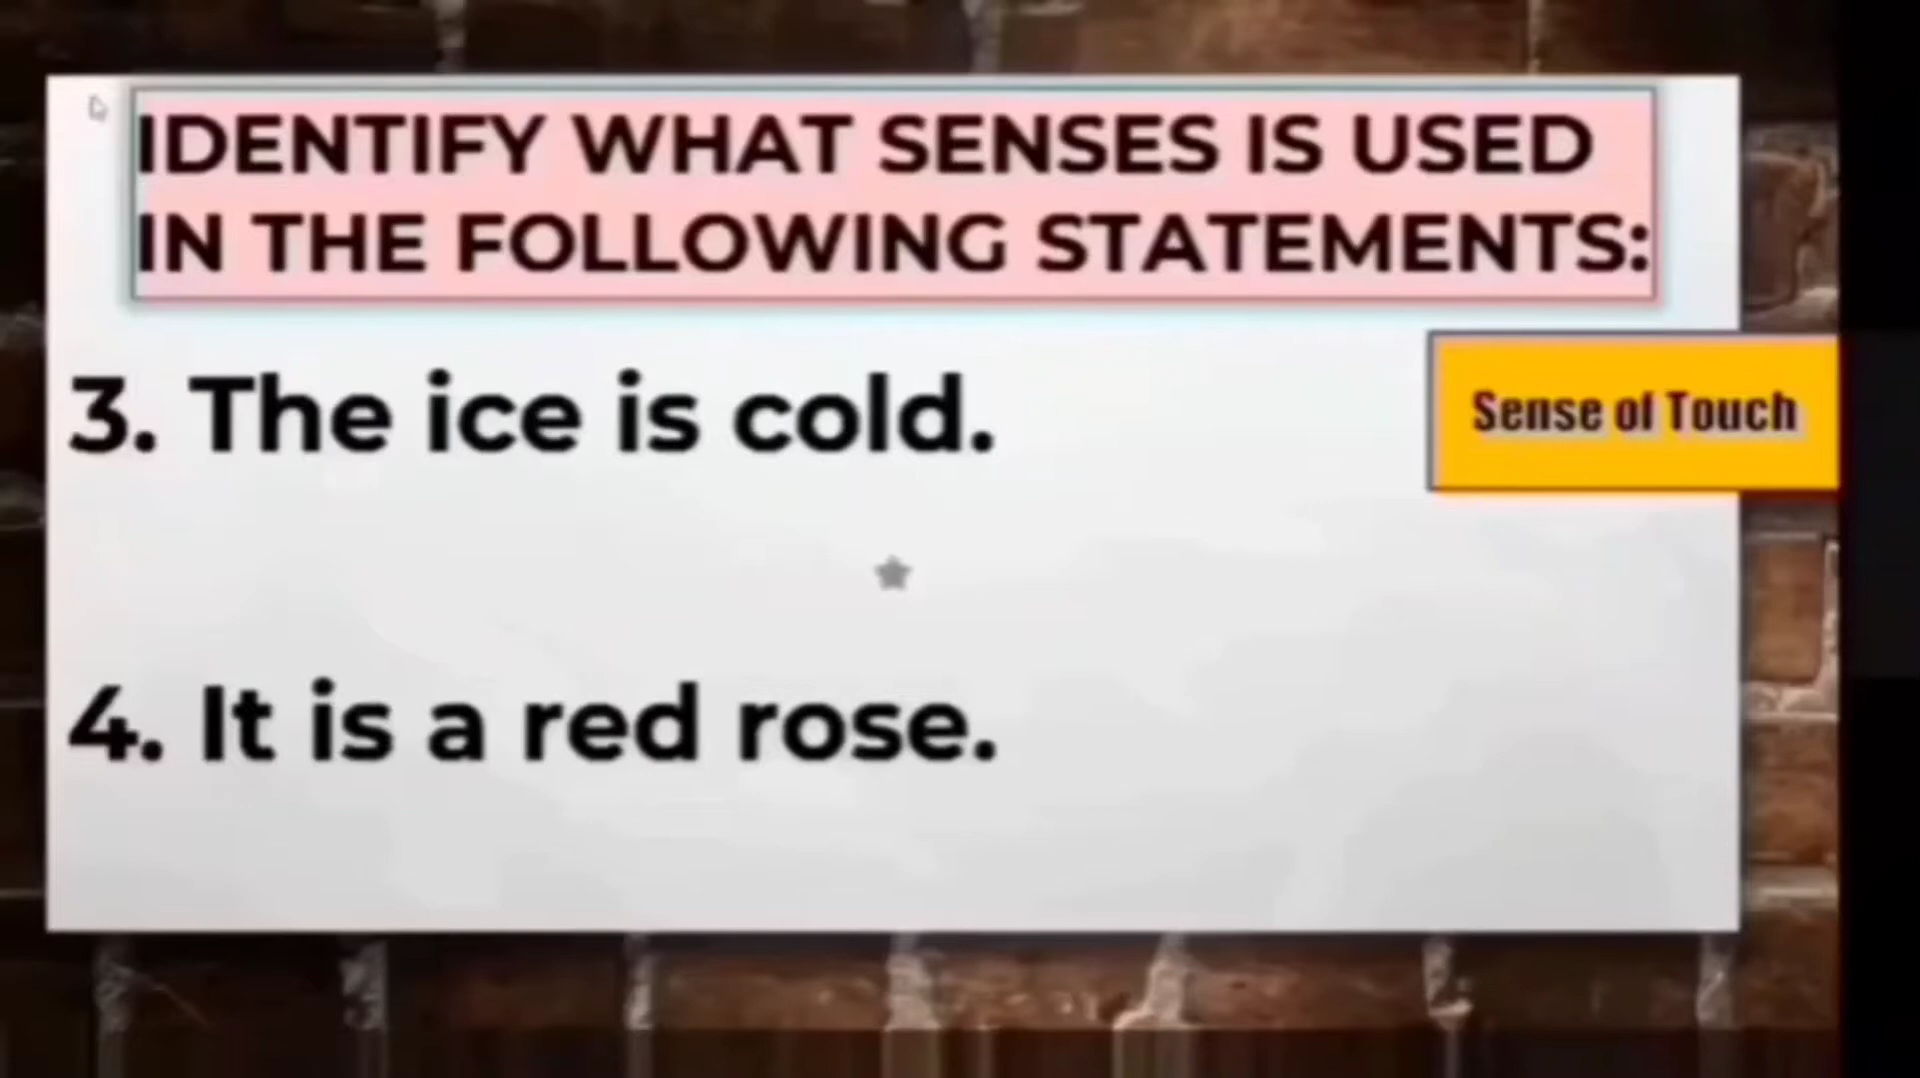 IDENTIFY WHAT SENSES IS USED
IN THE FOLLOWING STATEMENTS:
3. The ice is cold.
Sense of Touch
4. It is a red rose.